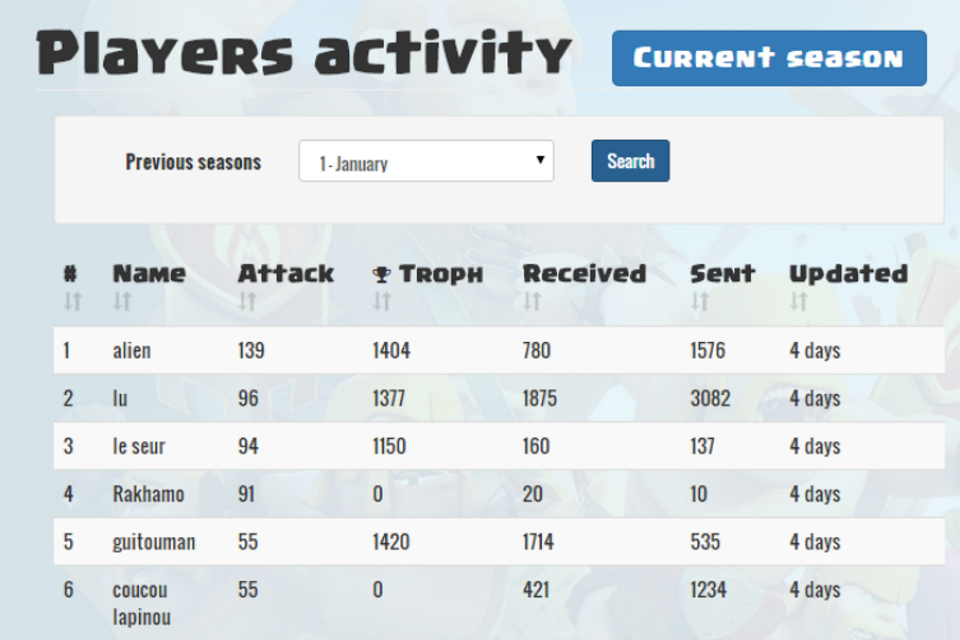 Players activity
Current season
Previous seasons 1 - January Search
# Name Attack Troph Received Sent Updated
1 alien 139 1404 780 1576 4 days
2 lu 96 1377 1875 3082 4 days
3 le seur 94 1150 160 137 4 days
4 Rakhamo 91 0 20 10 4 days
5 guitouman 55 1420 1714 535 4 days
6 coucou 55 0 421 1234 4 days
lapinou